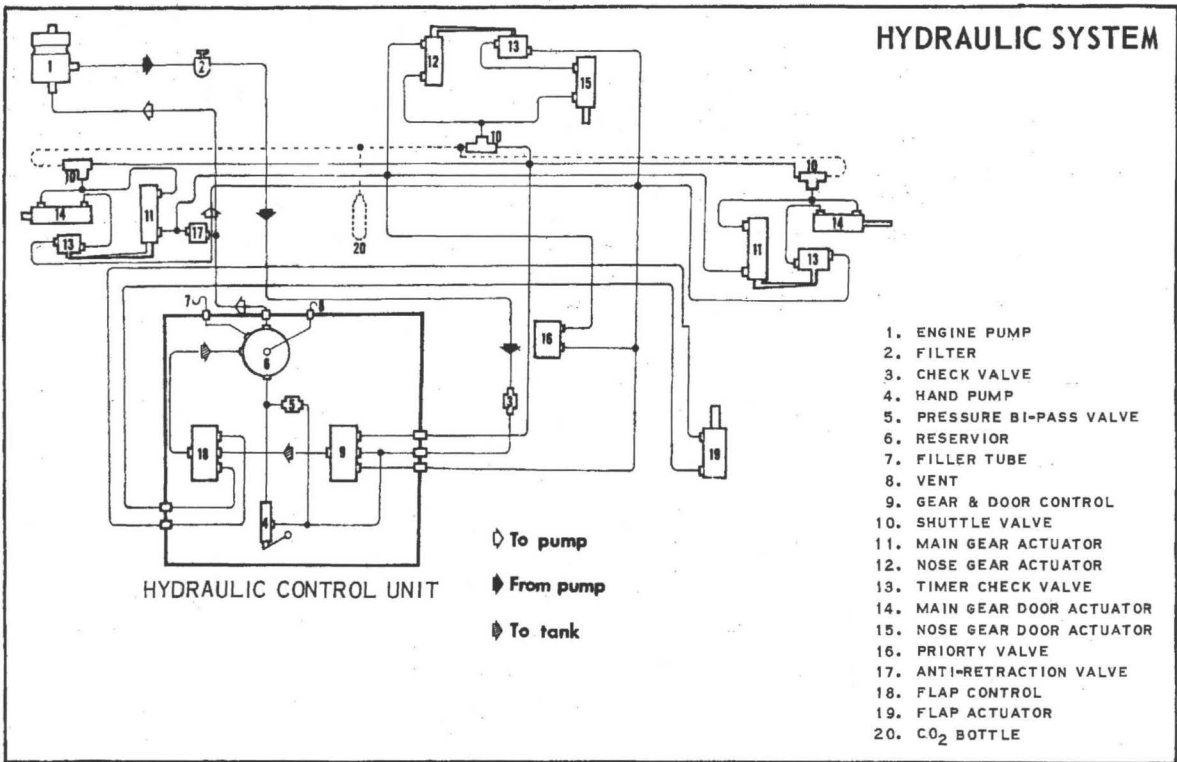 HYDRAULIC SYSTEM
1
2
12
13
15
10
10
10
14
11
13
17
20
14
11
13
7
8
6
16
5
3
18
9
19
4
HYDRAULIC CONTROL UNIT
To pump
From pump
To tank
1. ENGINE PUMP
2. FILTER
3. CHECK VALVE
4. HAND PUMP
5. PRESSURE BI-PASS VALVE
6. RESERVIOR
7. FILLER TUBE
8. VENT
9. GEAR & DOOR CONTROL
10. SHUTTLE VALVE
11. MAIN GEAR ACTUATOR
12. NOSE GEAR ACTUATOR
13. TIMER CHECK VALVE
14. MAIN GEAR DOOR ACTUATOR
15. NOSE GEAR DOOR ACTUATOR
16. PRIORTY VALVE
17. ANTI-RETRACTION VALVE
18. FLAP CONTROL
19. FLAP ACTUATOR
20. CO2 BOTTLE